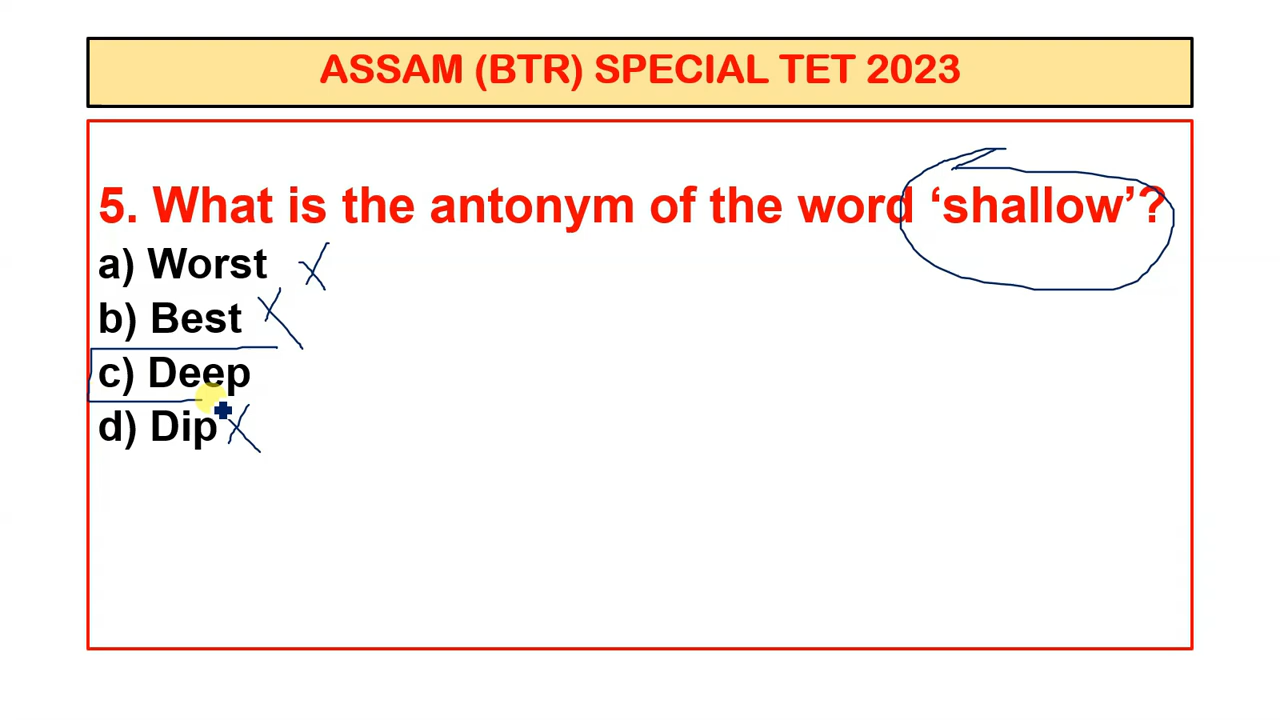 ASSAM (BTR) SPECIAL TET 2023
5. What is the antonym of the word ‘shallow’?
a) Worst
b) Best
c) Deep
d) Dip